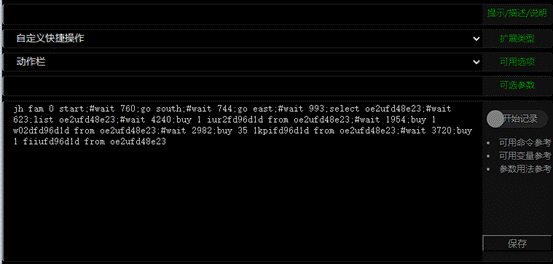 提示/描述/说明
自定义快捷操作
扩展类型
动作栏
可用选项
可选参数
jh fam 0 start;#wait 760;go south;#wait 744;go east;#wait 993;select oe2ufd48e23;#wait
623;list oe2ufd48e23;#wait 4240;buy 1 iur2fd96d1d from oe2ufd48e23;#wait 1954;buy 1
w02dfd96d1d from oe2ufd48e23;#wait 2982;buy 35 1kpifd96d1d from oe2ufd48e23;#wait 3720;buy
1 fiiufd96d1d from oe2ufd48e23
开始记录
可用命令参考
可用变量参考
参数用法参考
保存